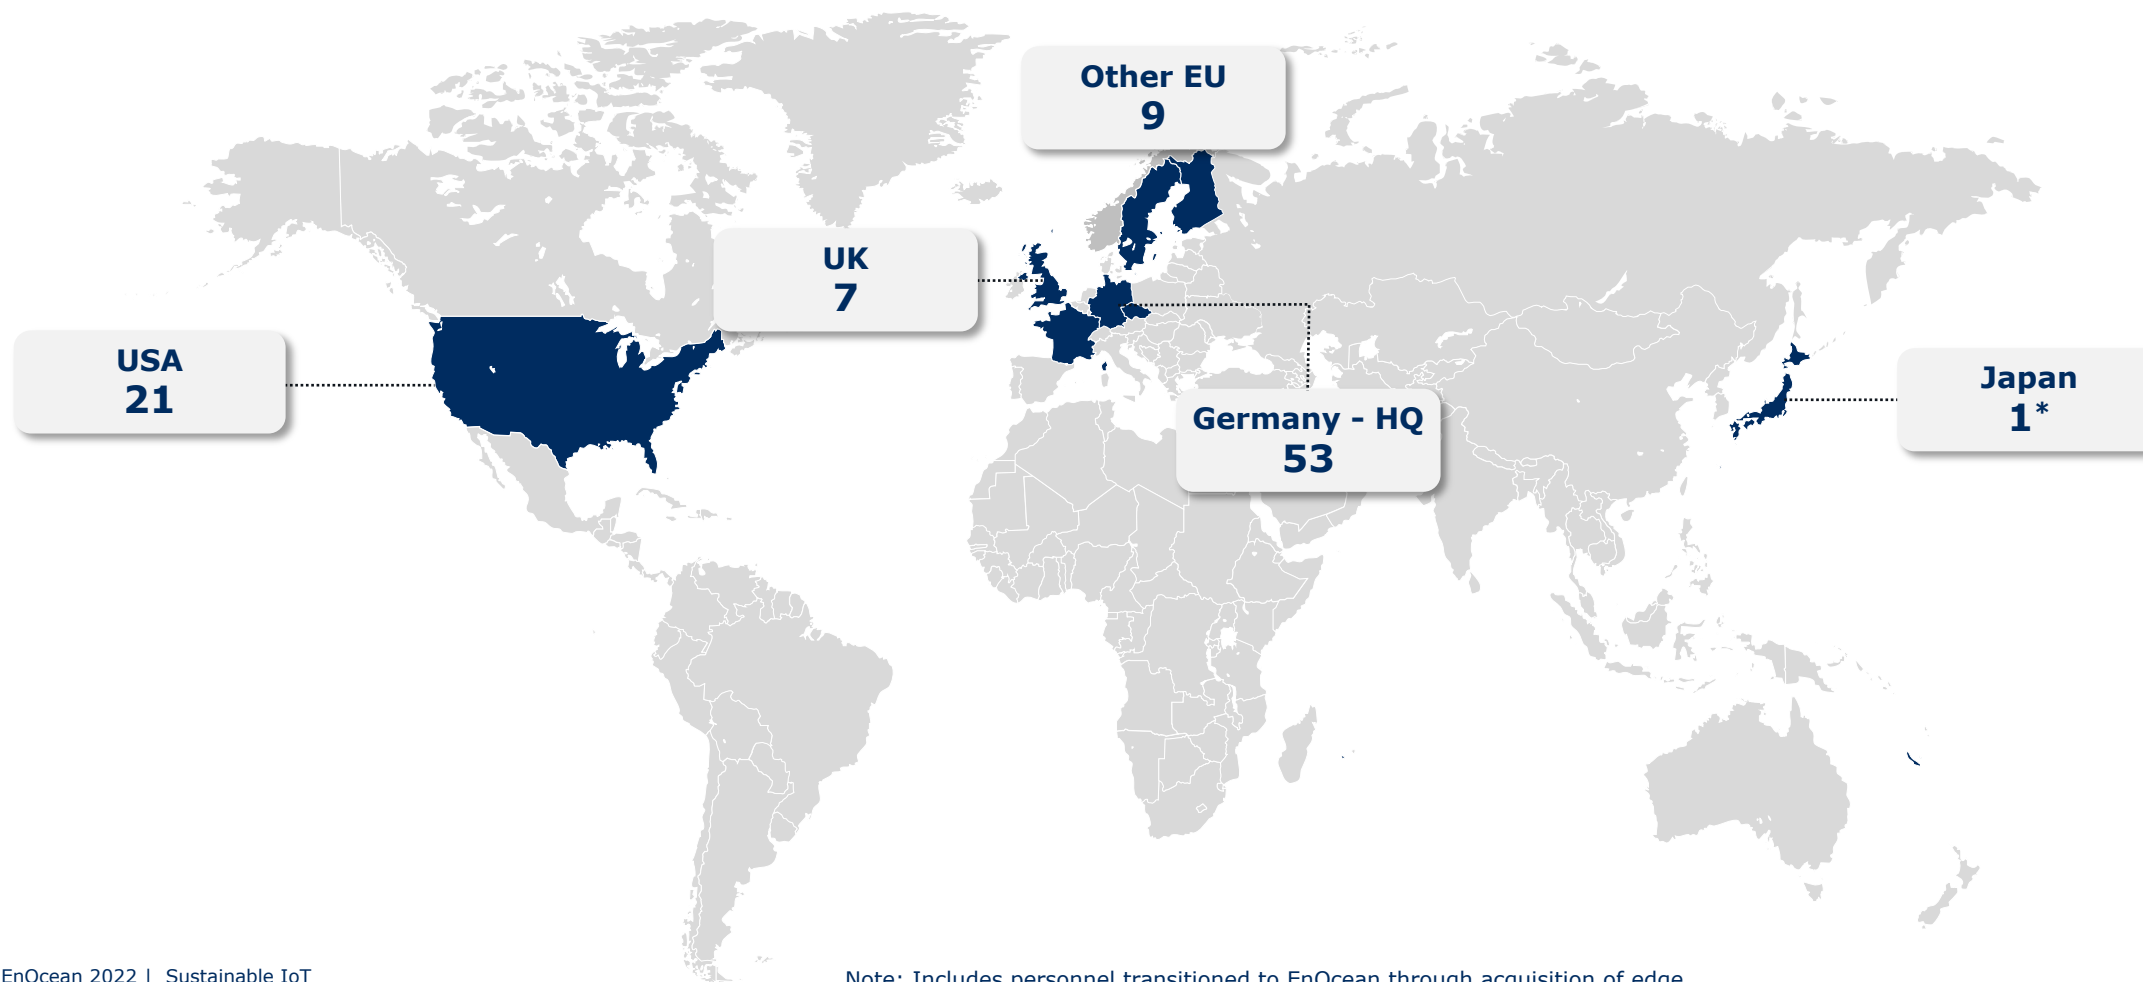 Other EU
9
UK
7
USA
21
Japan
1*
Germany - HQ
53
EnOcean 2022 | Sustainable IoT
Note: Includes personnel transitioned to EnOcean through acquisition of edge